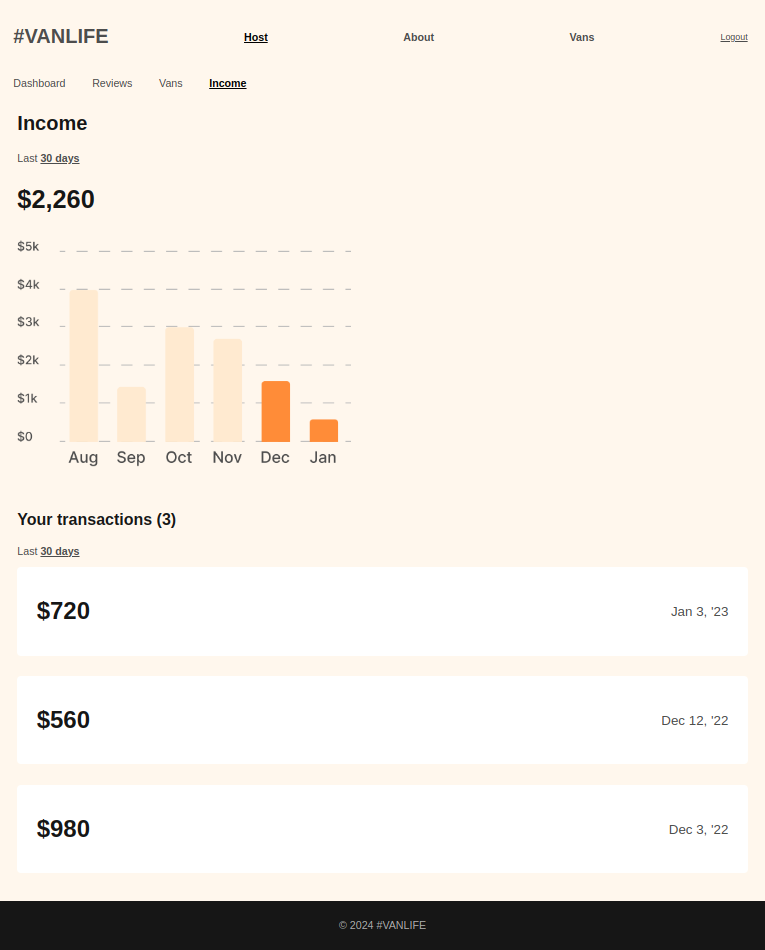 #VANLIFE Host About Vans Logout
Dashboard Reviews Vans Income
Income
Last 30 days
$2,260
$5k
$4k
$3k
$2k
$1k
$0
Aug Sep Oct Nov Dec Jan
Your transactions (3)
Last 30 days
$720 Jan 3, '23
$560 Dec 12, '22
$980 Dec 3, '22
© 2024 #VANLIFE